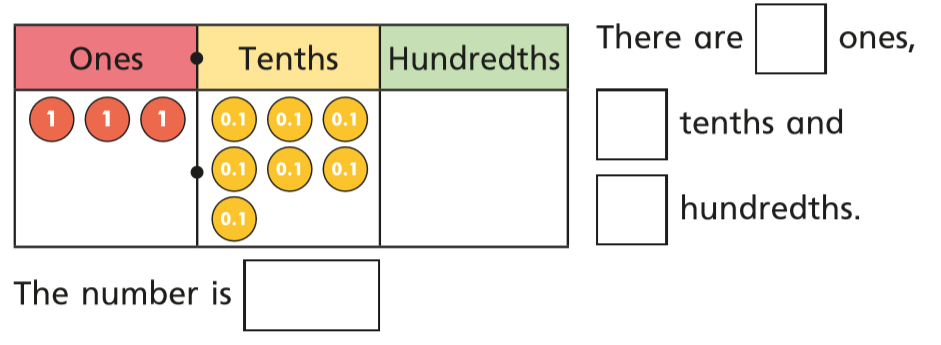 Ones Tenths Hundredths
1 1 1 0.1 0.1 0.1
0.1 0.1 0.1
0.1
There are ones,
tenths and
hundredths.
The number is